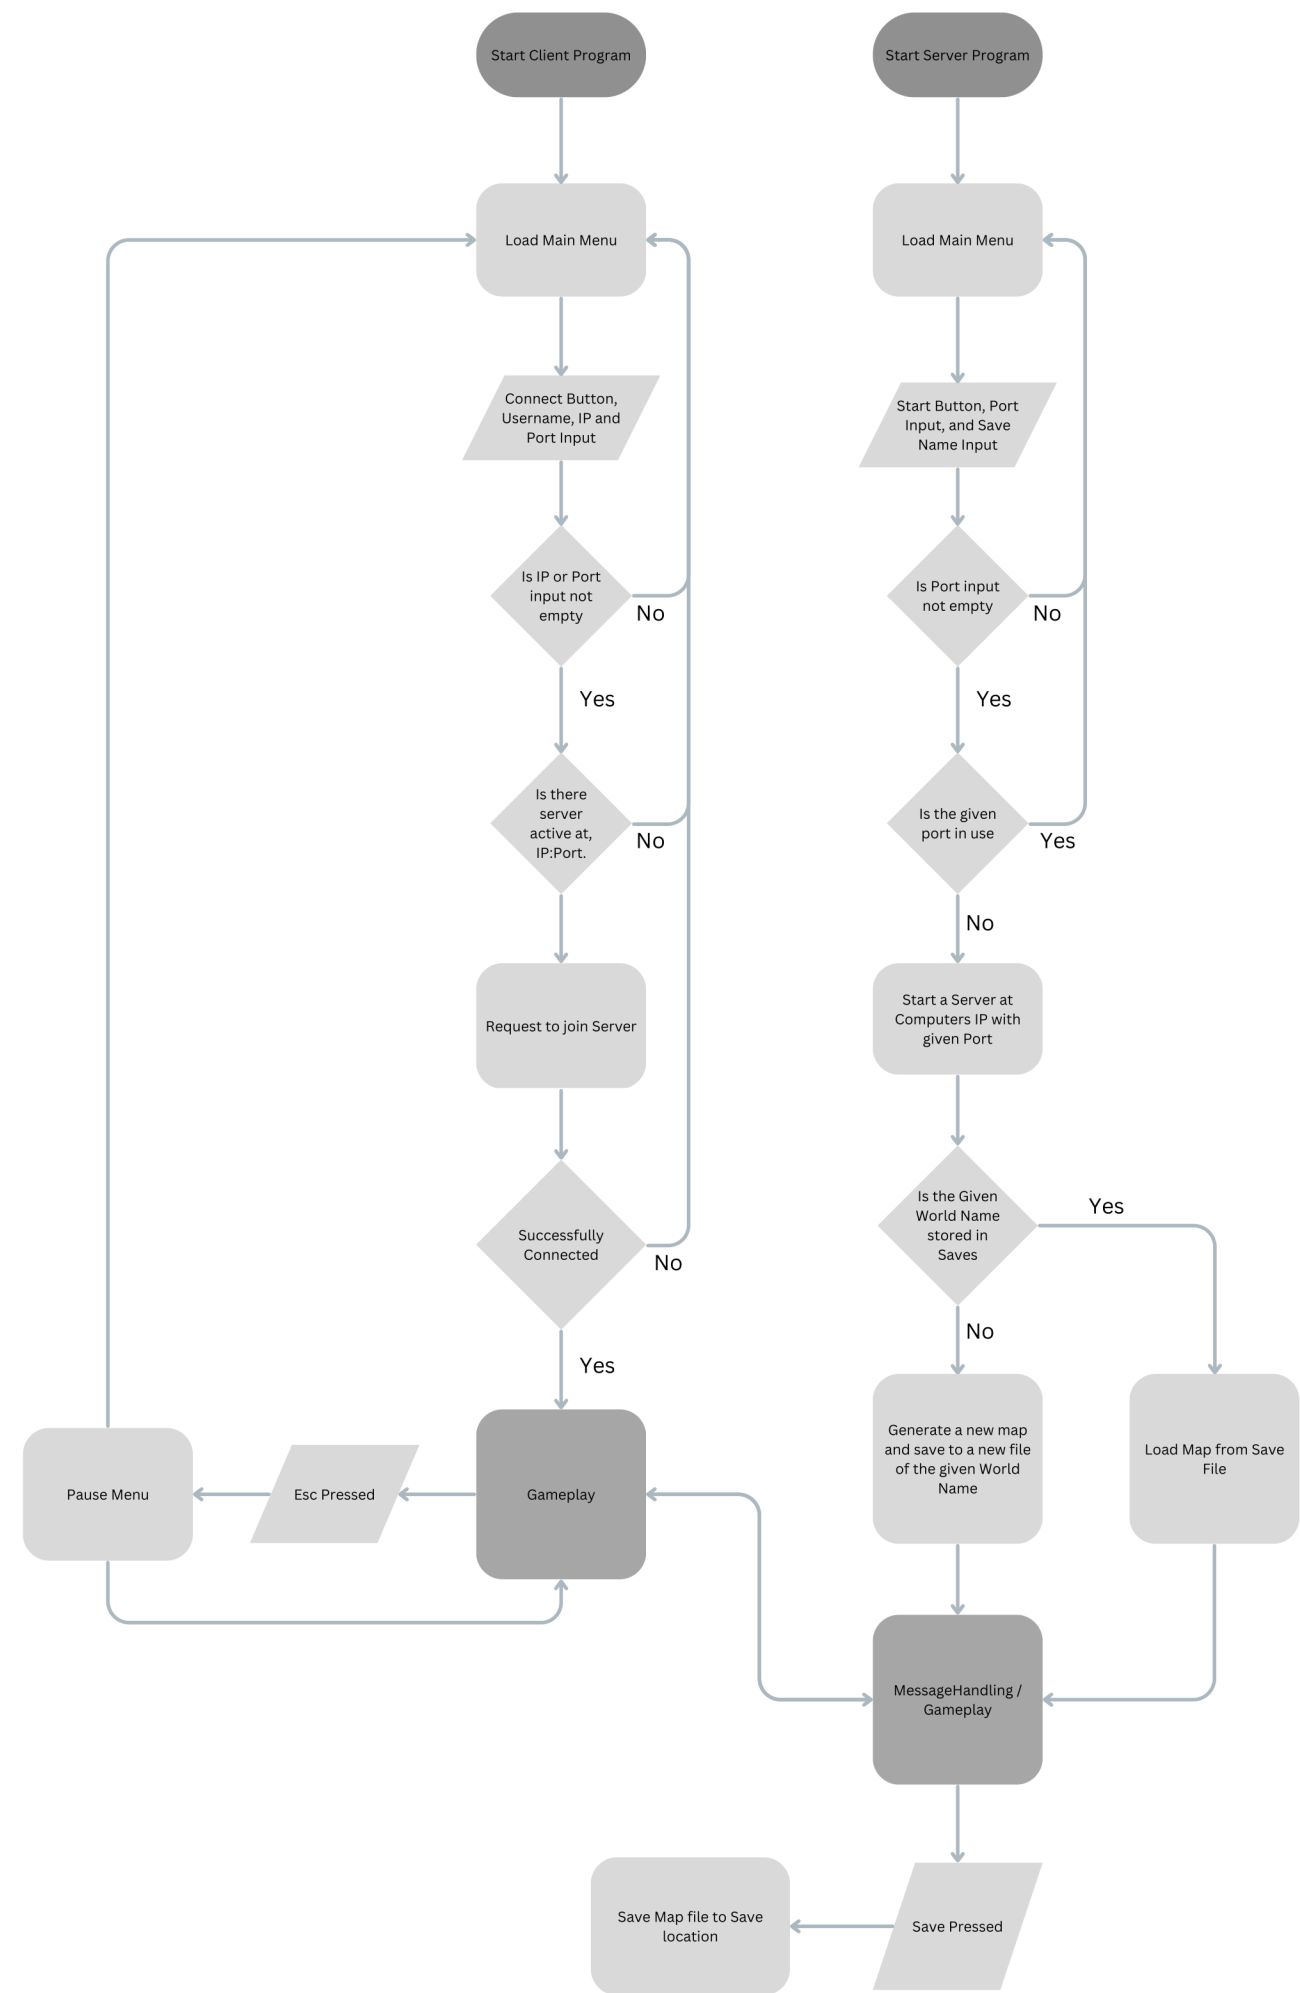 Start Client Program
Start Server Program
Load Main Menu
Load Main Menu
Connect Button,
Username, IP and
Port Input
Start Button, Port
Input, and Save
Name Input
Is IP or Port
input not
empty
No
Is Port input
not empty
No
Yes
Yes
Is there
server
active at,
IP:Port.
No
Is the given
port in use
Yes
No
Request to join Server
Start a Server at
Computers IP with
given Port
Is the Given
World Name
stored in
Saves
Yes
Successfully
Connected
No
No
Yes
Pause Menu
Esc Pressed
Gameplay
Generate a new map
and save to a new file
of the given World
Name
Load Map from Save
File
MessageHandling /
Gameplay
Save Map file to Save
location
Save Pressed